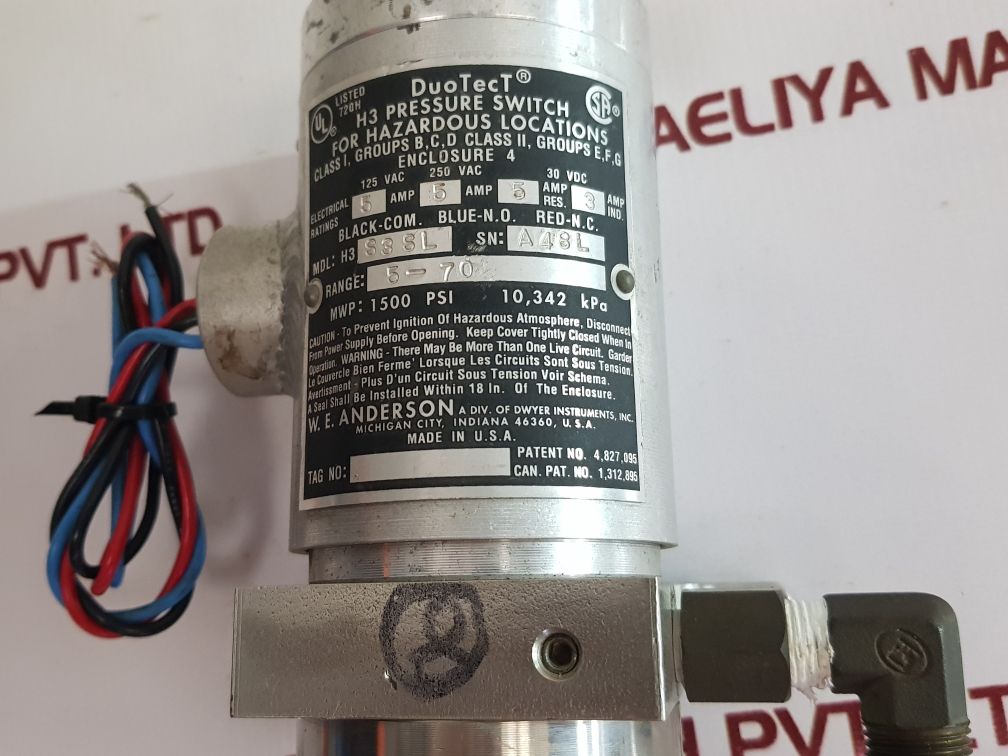 DuoTecT®
UL® LISTED 720H
SA®
H3 PRESSURE SWITCH
FOR HAZARDOUS LOCATIONS
CLASS I, GROUPS B,C,D CLASS II, GROUPS E,F,G
ENCLOSURE 4
125 VAC 250 VAC 30 VDC
ELECTRICAL RATINGS 5 AMP 5 AMP 5 AMP RES. 3 AMP IND.
BLACK-COM. BLUE-N.O. RED-N.C.
MDL: H3 S38L SN: A48L
RANGE: 5-70
MWP: 1500 PSI 10,342 kPa
CAUTION - To Prevent Ignition Of Hazardous Atmosphere, Disconnect
From Power Supply Before Opening. Keep Cover Tightly Closed When In
Operation. WARNING - There May Be More Than One Live Circuit. Garder
Le Couvercle Bien Ferme' Lorsque Les Circuits Sont Sous Tension.
Avertissment - Plus D'un Circuit Sous Tension Voir Schema.
A Seal Shall Be Installed Within 18 In. Of The Enclosure.
W. E. ANDERSON A DIV. OF DWYER INSTRUMENTS, INC.
MICHIGAN CITY, INDIANA 46360, U.S.A.
MADE IN U.S.A.
PATENT NO. 4,827,095
TAG NO: CAN. PAT. NO. 1,312,895
AELIYA MA
PVT. LTD
PVT. LT